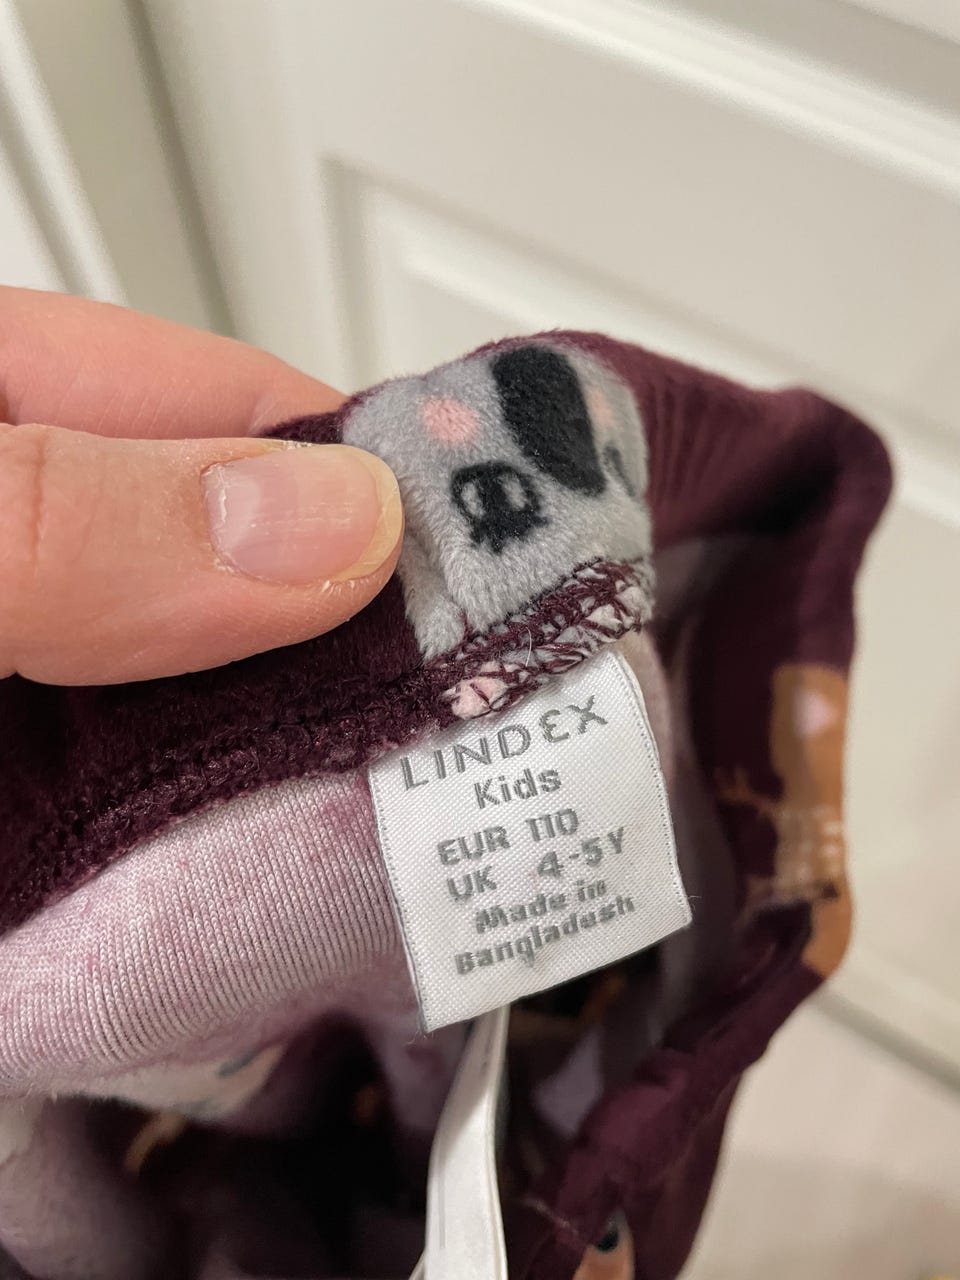 LINDEX
Kids
EUR 110
UK 4-5Y
Made in
Bangladesh